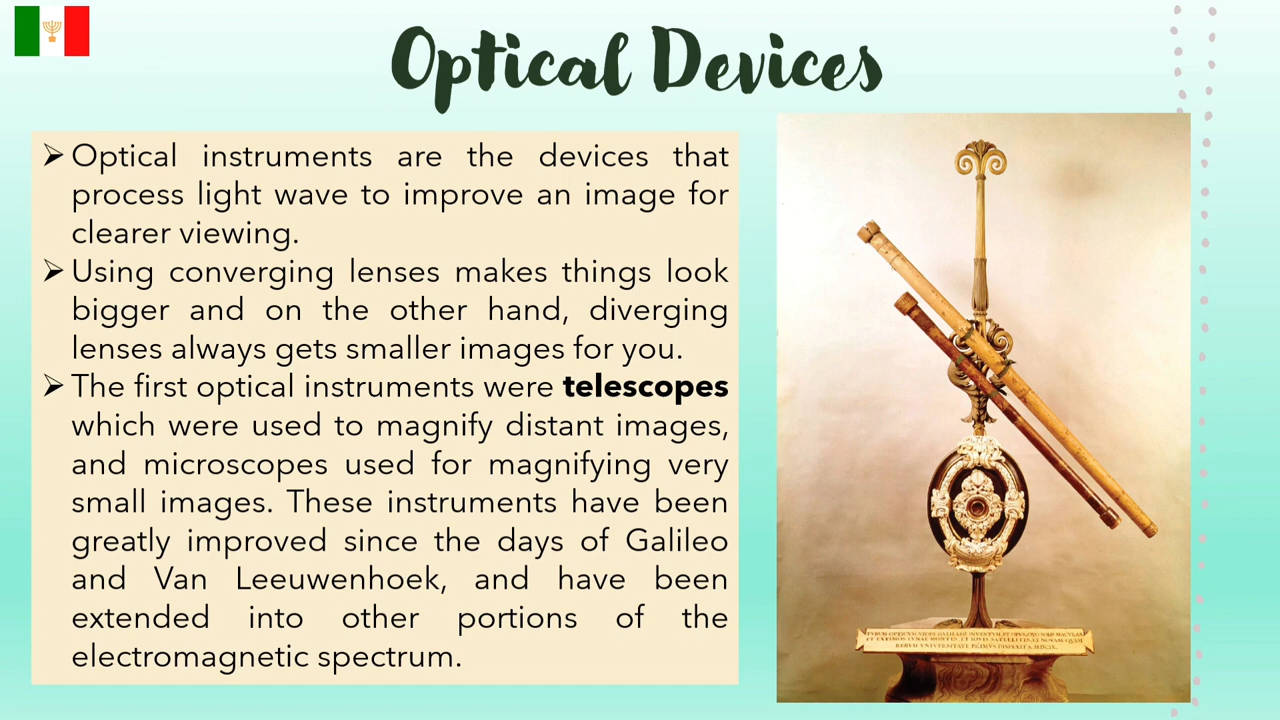 Optical Devices
➢ Optical instruments are the devices that
process light wave to improve an image for
clearer viewing.
➢ Using converging lenses makes things look
bigger and on the other hand, diverging
lenses always gets smaller images for you.
➢ The first optical instruments were telescopes
which were used to magnify distant images,
and microscopes used for magnifying very
small images. These instruments have been
greatly improved since the days of Galileo
and Van Leeuwenhoek, and have been
extended into other portions of the
electromagnetic spectrum.